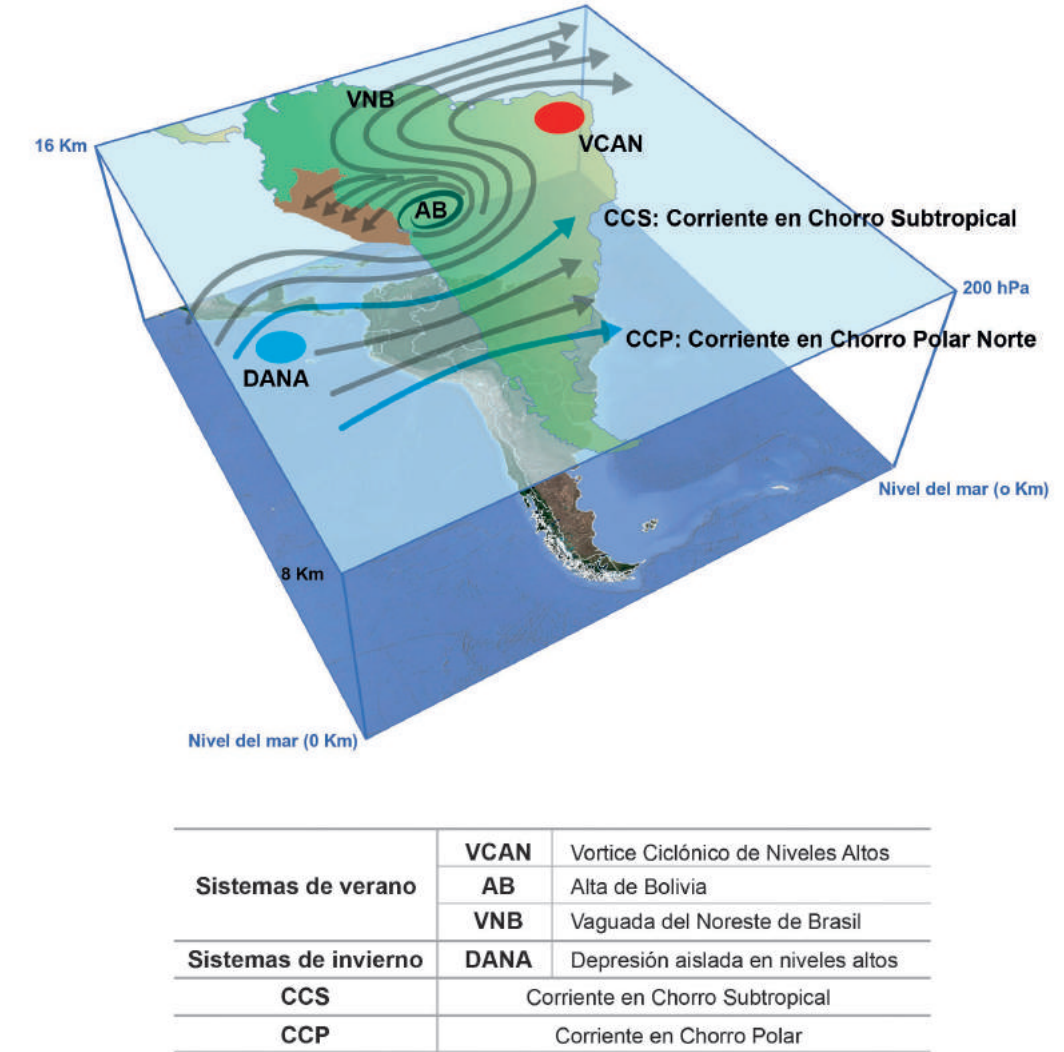 VNB
16 Km
VCAN
AB
CCS: Corriente en Chorro Subtropical
200 hPa
CCP: Corriente en Chorro Polar Norte
DANA
Nivel del mar (o Km)
8 Km
Nivel del mar (0 Km)
Sistemas de verano
VCAN Vortice Ciclónico de Niveles Altos
AB Alta de Bolivia
VNB Vaguada del Noreste de Brasil
Sistemas de invierno DANA Depresión aislada en niveles altos
CCS Corriente en Chorro Subtropical
CCP Corriente en Chorro Polar